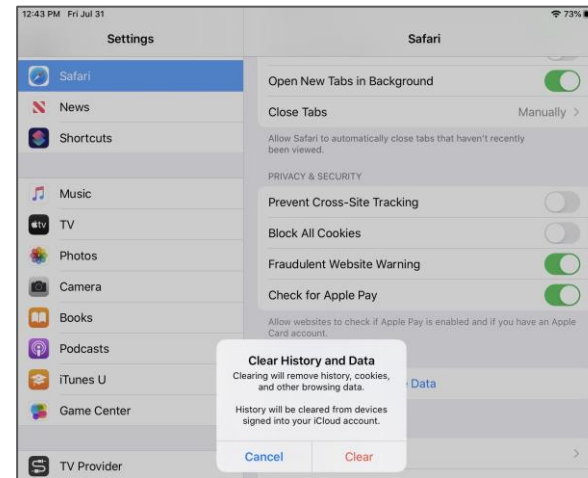 12:43 PM Fri Jul 31
73%
Settings
Safari
Safari
News
Shortcuts
Music
TV
Photos
Camera
Books
Podcasts
iTunes U
Game Center
TV Provider
Open New Tabs in Background
Close Tabs
Manually >
Allow Safari to automatically close tabs that haven't recently
been viewed.
PRIVACY & SECURITY
Prevent Cross-Site Tracking
Block All Cookies
Fraudulent Website Warning
Check for Apple Pay
Allow websites to check if Apple Pay is enabled and if you have an Apple
Card account.
Data
Clear History and Data
Clearing will remove history, cookies,
and other browsing data.
History will be cleared from devices
signed into your iCloud account.
Cancel
Clear